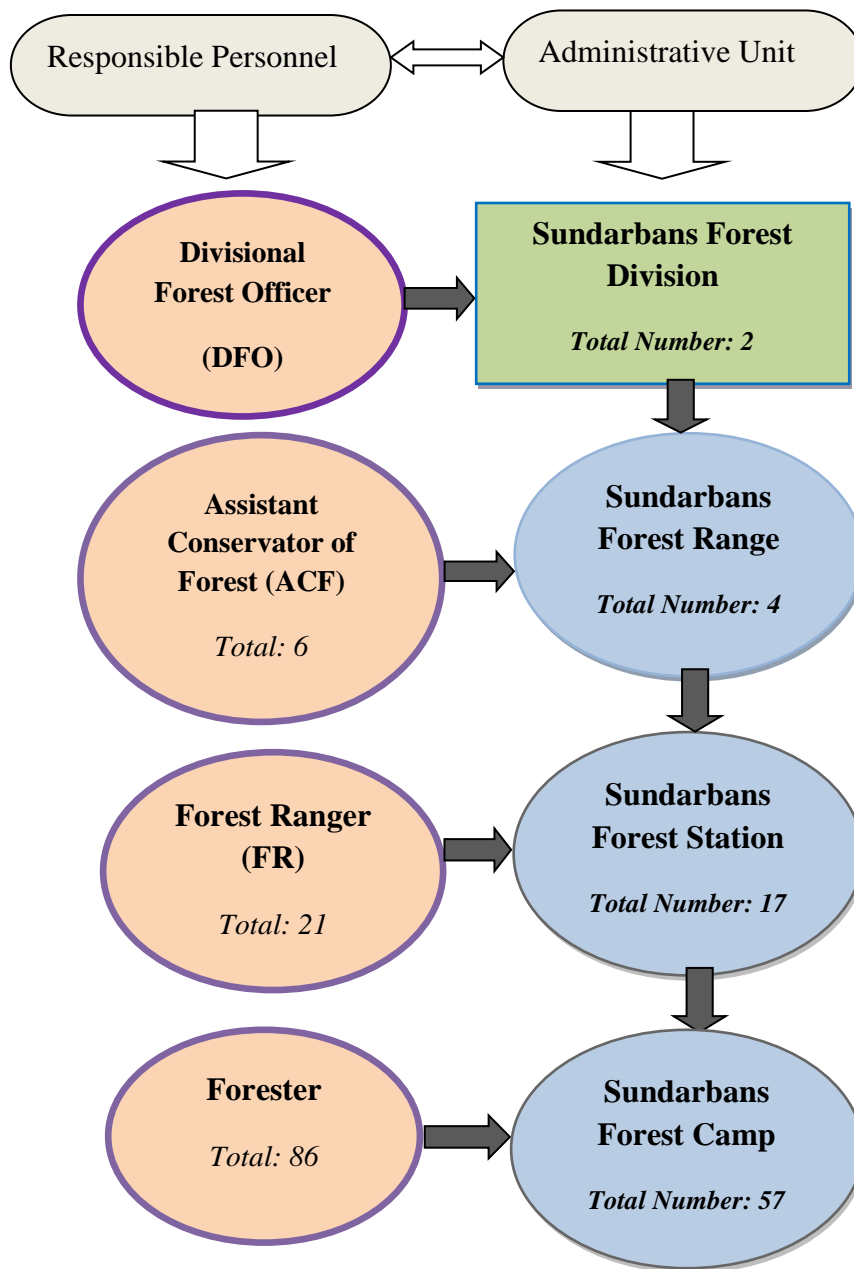 Responsible Personnel
Administrative Unit
Divisional
Forest Officer
(DFO)
Sundarbans Forest
Division
Total Number: 2
Assistant
Conservator of
Forest (ACF)
Total: 6
Sundarbans
Forest Range
Total Number: 4
Forest Ranger
(FR)
Total: 21
Sundarbans
Forest Station
Total Number: 17
Forester
Total: 86
Sundarbans
Forest Camp
Total Number: 57